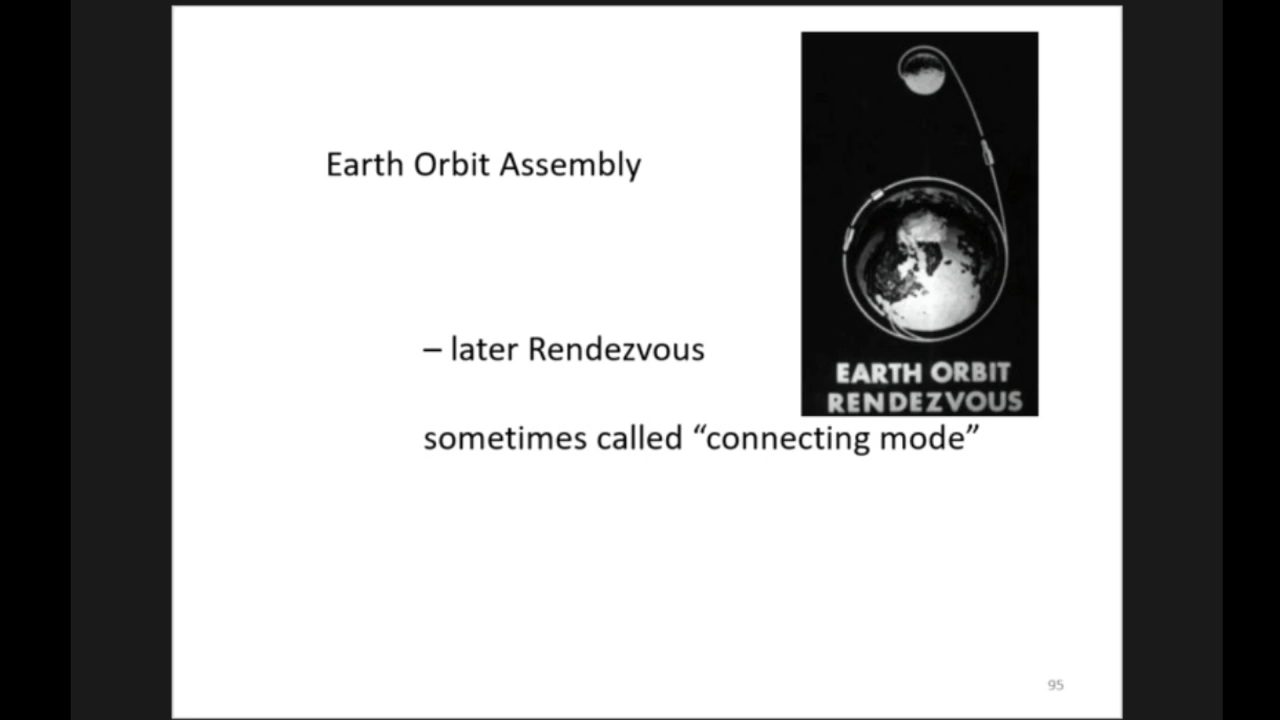 Earth Orbit Assembly
– later Rendezvous
sometimes called “connecting mode”
EARTH ORBIT
RENDEZVOUS
95